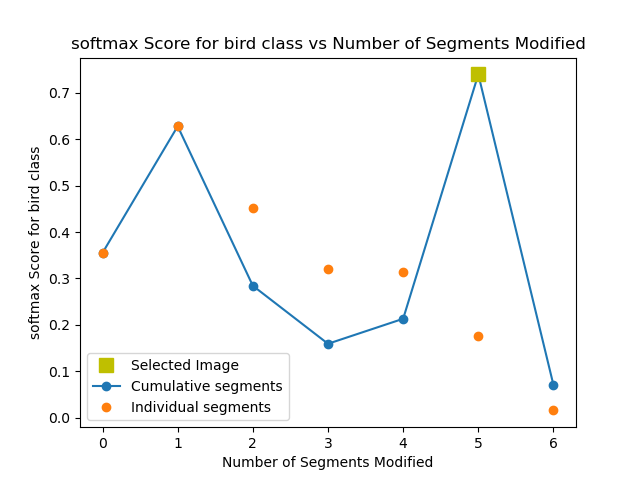 softmax Score for bird class vs Number of Segments Modified
softmax Score for bird class
0.7
0.6
0.5
0.4
0.3
0.2
0.1
0.0
Selected Image
Cumulative segments
Individual segments
0 1 2 3 4 5 6
Number of Segments Modified